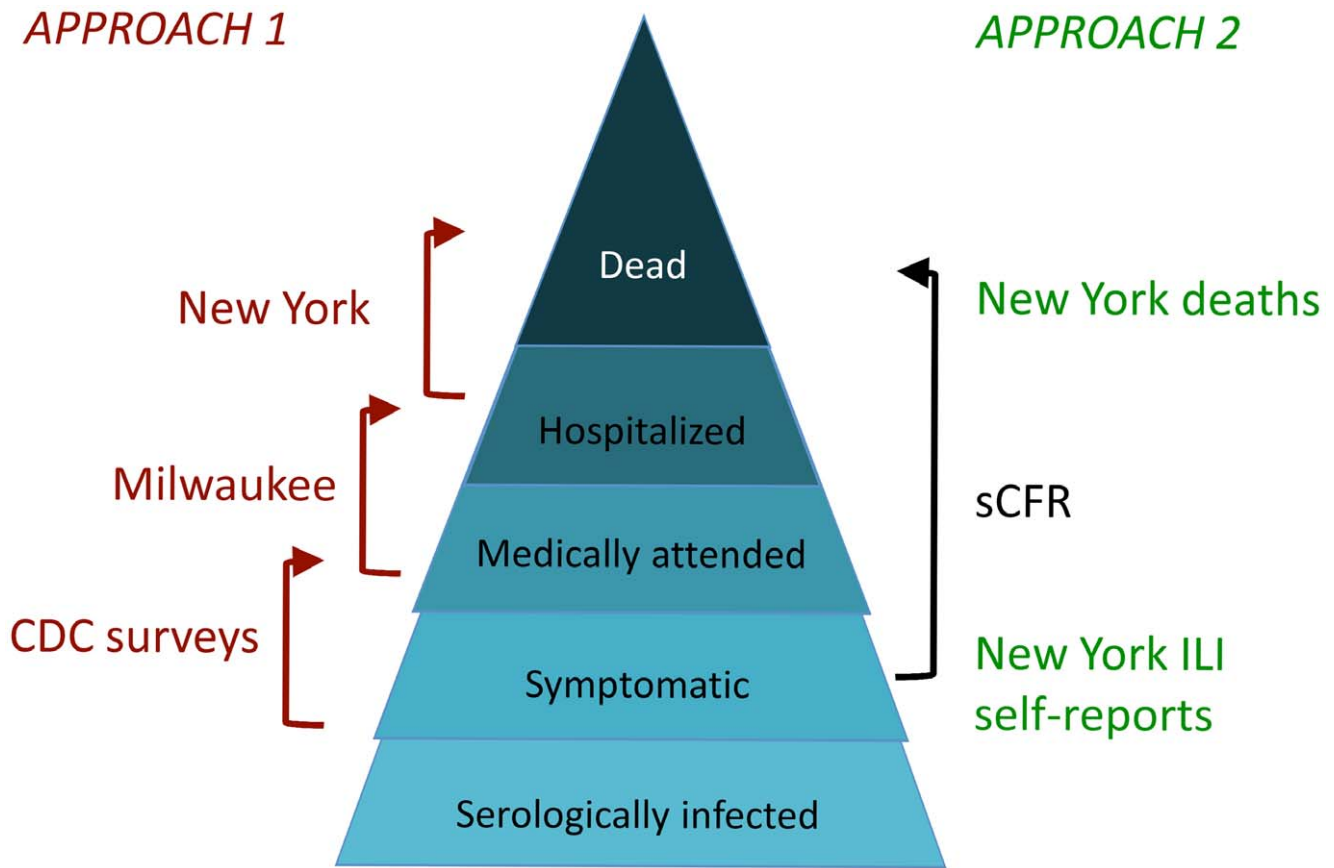 APPROACH 1
APPROACH 2
Dead
New York
New York deaths
Hospitalized
Milwaukee
sCFR
Medically attended
CDC surveys
New York ILI
self-reports
Symptomatic
Serologically infected